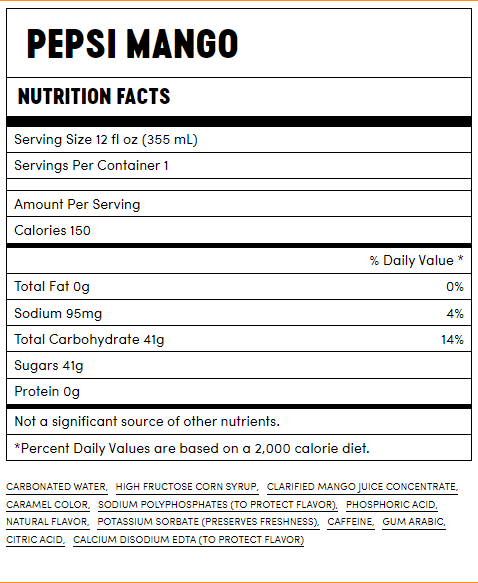 PEPSI MANGO
NUTRITION FACTS
Serving Size 12 fl oz (355 mL)
Servings Per Container 1
Amount Per Serving
Calories 150
% Daily Value *
Total Fat 0g 0%
Sodium 95mg 4%
Total Carbohydrate 41g 14%
Sugars 41g
Protein 0g
Not a significant source of other nutrients.
*Percent Daily Values are based on a 2,000 calorie diet.
CARBONATED WATER, HIGH FRUCTOSE CORN SYRUP, CLARIFIED MANGO JUICE CONCENTRATE,
CARAMEL COLOR, SODIUM POLYPHOSPHATES (TO PROTECT FLAVOR), PHOSPHORIC ACID,
NATURAL FLAVOR, POTASSIUM SORBATE (PRESERVES FRESHNESS), CAFFEINE, GUM ARABIC,
CITRIC ACID, CALCIUM DISODIUM EDTA (TO PROTECT FLAVOR)